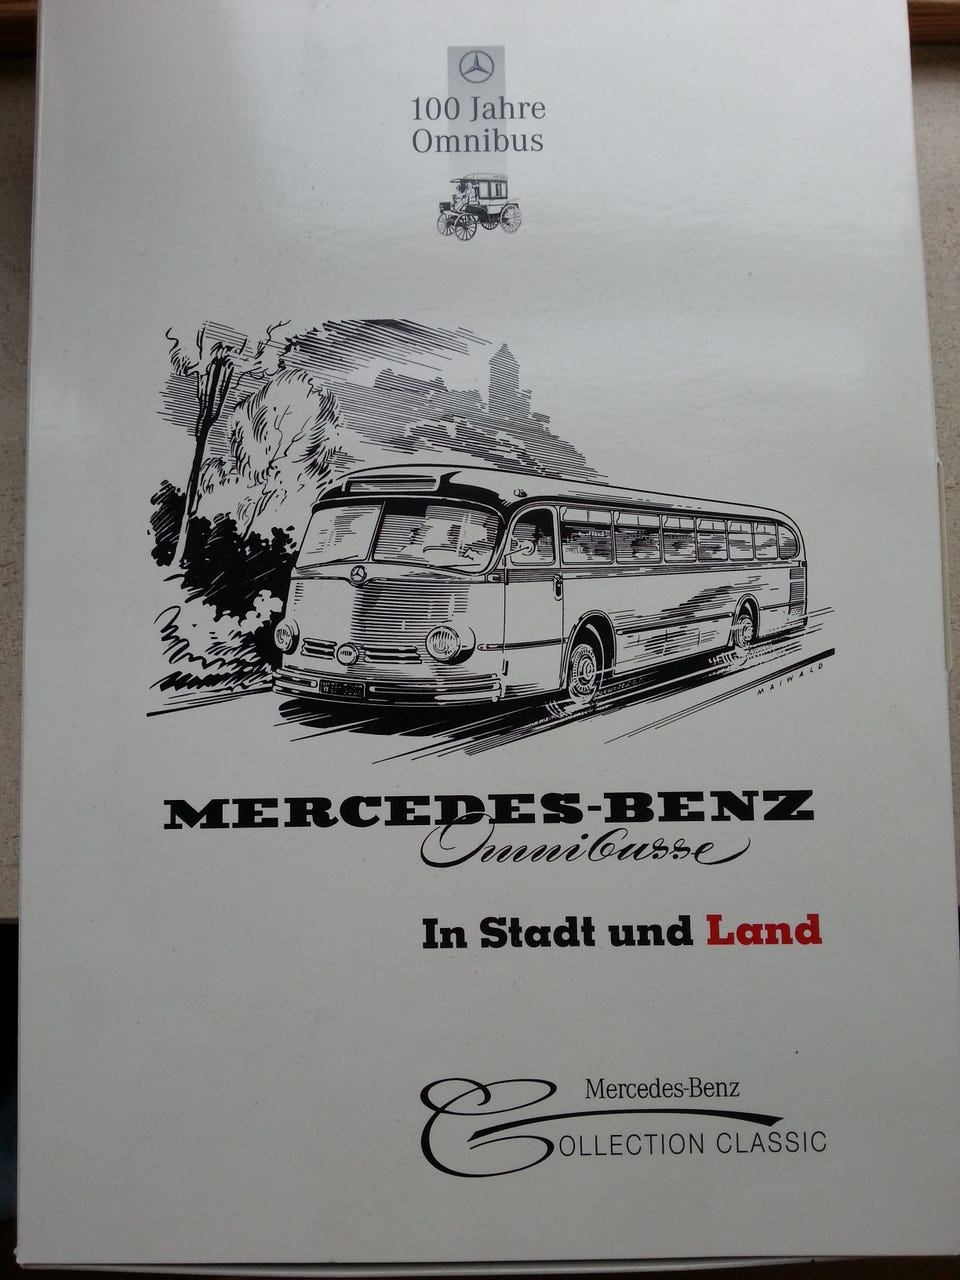 100 Jahre
Omnibus
MAIWALD
MERCEDES-BENZ
Omnibusse
In Stadt und Land
Mercedes-Benz
COLLECTION CLASSIC